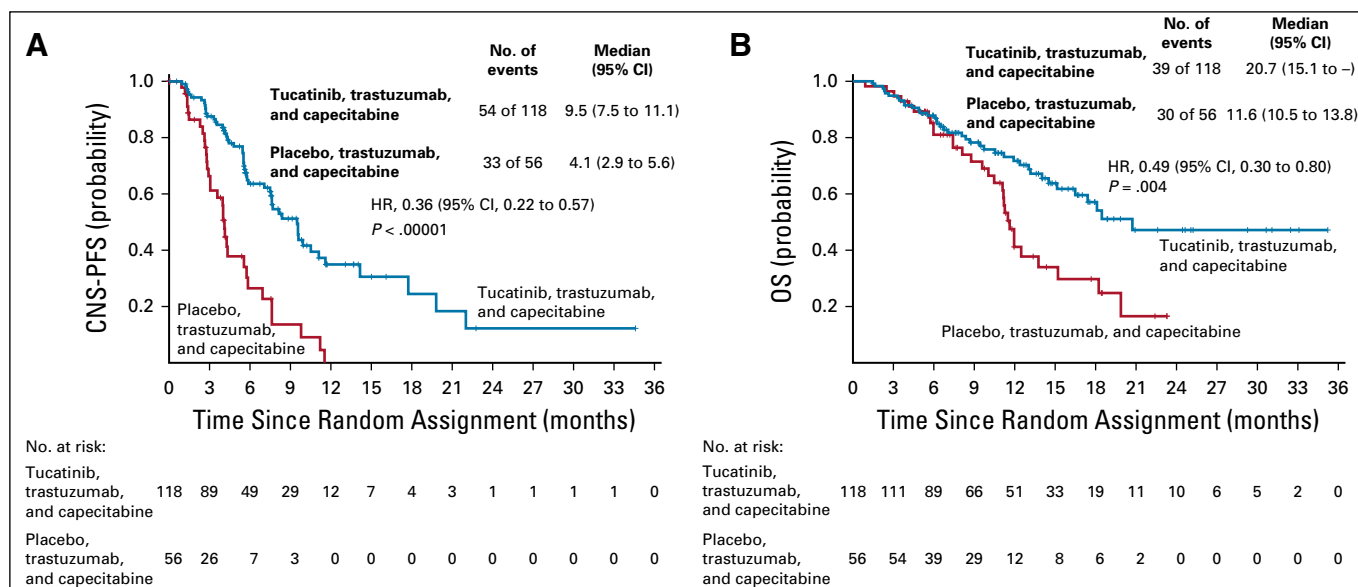 A
No. of
events
Median
(95% CI)
Tucatinib, trastuzumab,
and capecitabine
54 of 118
9.5 (7.5 to 11.1)
Placebo, trastuzumab,
and capecitabine
33 of 56
4.1 (2.9 to 5.6)
HR, 0.36 (95% CI, 0.22 to 0.57)
P < .00001
CNS-PFS (probability)
1.0
0.8
0.6
0.4
0.2
Placebo,
trastuzumab,
and capecitabine
Tucatinib, trastuzumab,
and capecitabine
0 3 6 9 12 15 18 21 24 27 30 33 36
Time Since Random Assignment (months)
No. at risk:
Tucatinib,
trastuzumab,
and capecitabine
118 89 49 29 12 7 4 3 1 1 1 1 0
Placebo,
trastuzumab,
and capecitabine
56 26 7 3 0 0 0 0 0 0 0 0 0
B
No. of
events
Median
(95% CI)
Tucatinib, trastuzumab,
and capecitabine
39 of 118
20.7 (15.1 to –)
Placebo, trastuzumab,
and capecitabine
30 of 56
11.6 (10.5 to 13.8)
HR, 0.49 (95% CI, 0.30 to 0.80)
P = .004
OS (probability)
1.0
0.8
0.6
0.4
0.2
Tucatinib, trastuzumab,
and capecitabine
Placebo, trastuzumab, and capecitabine
0 3 6 9 12 15 18 21 24 27 30 33 36
Time Since Random Assignment (months)
No. at risk:
Tucatinib,
trastuzumab,
and capecitabine
118 111 89 66 51 33 19 11 10 6 5 2 0
Placebo,
trastuzumab,
and capecitabine
56 54 39 29 12 8 6 2 0 0 0 0 0